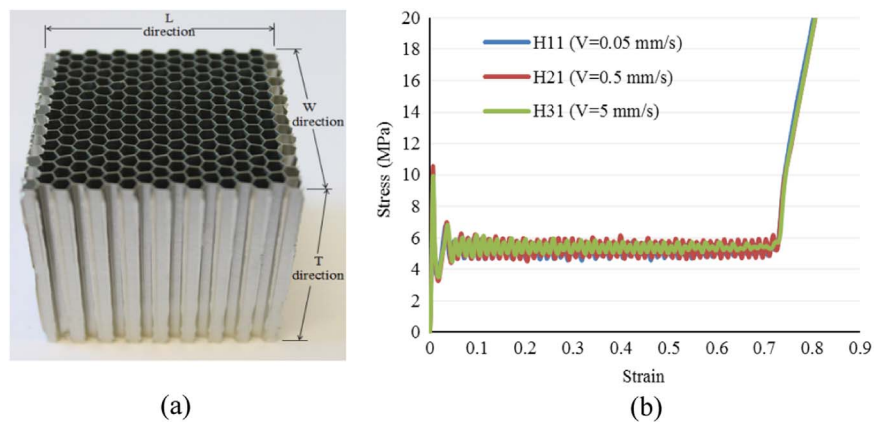 L
direction
W
direction
T
direction
(a)
20
18
16
14
12
10
8
6
4
2
0
Stress (MPa)
H11 (V=0.05 mm/s)
H21 (V=0.5 mm/s)
H31 (V=5 mm/s)
0 0.1 0.2 0.3 0.4 0.5 0.6 0.7 0.8 0.9
Strain
(b)